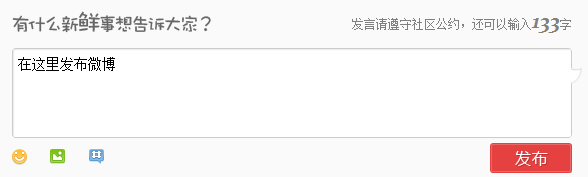 有什么新鲜事想告诉大家？
发言请遵守社区公约，还可以输入133字
在这里发布微博
发布